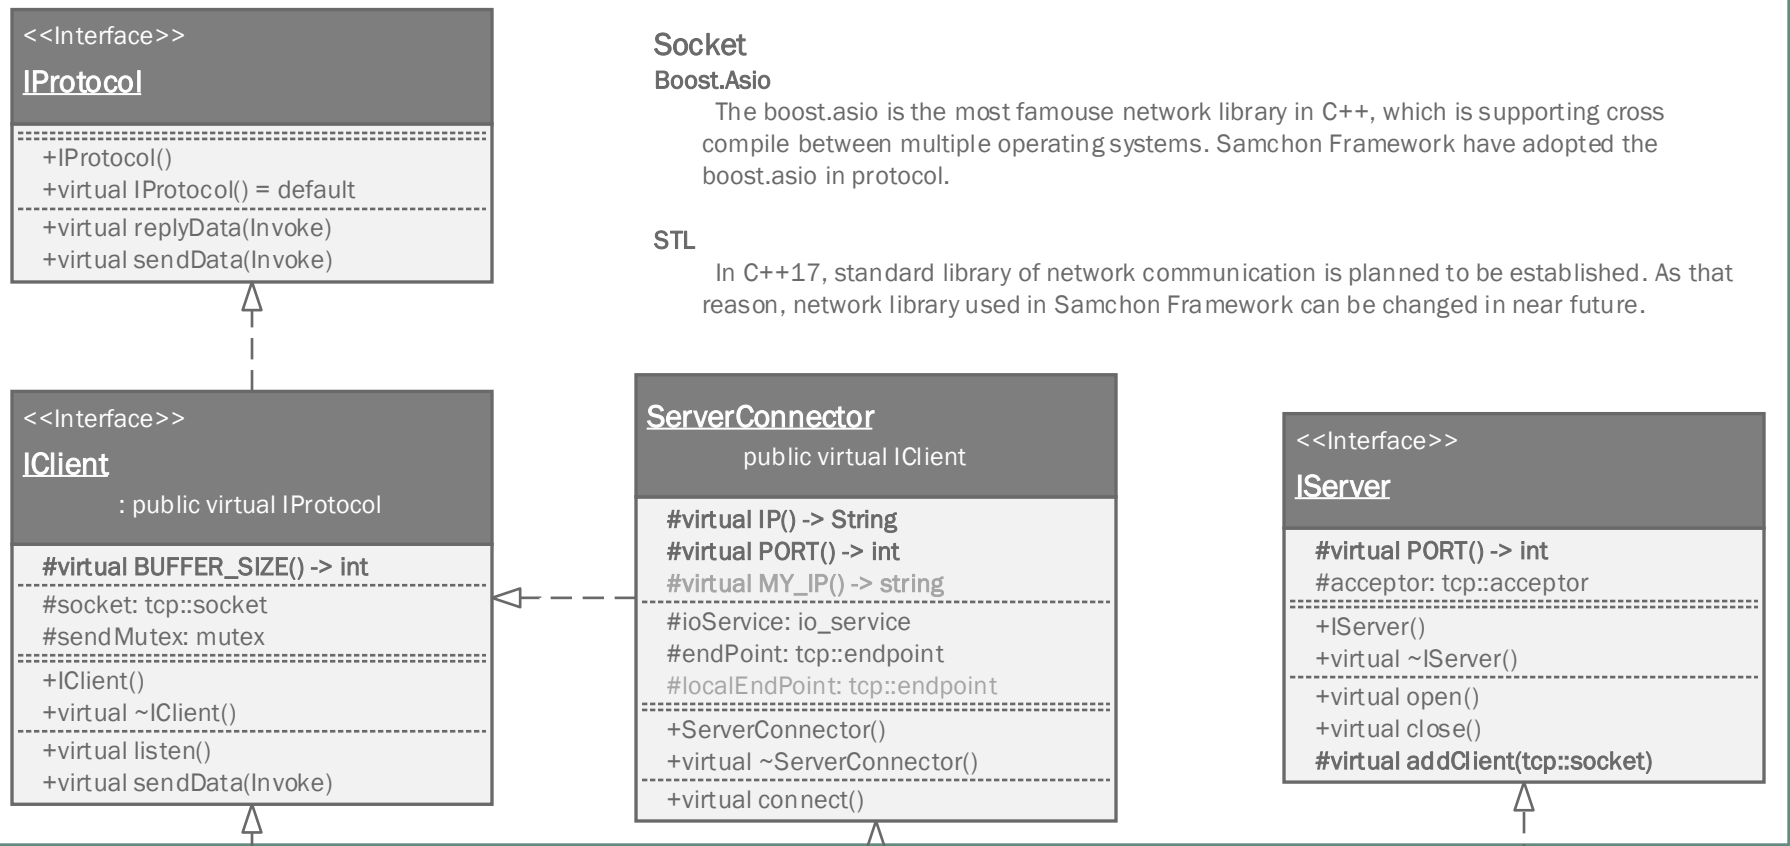 <<Interface>>
IProtocol
+IProtocol()
+virtual IProtocol() = default
+virtual replyData(Invoke)
+virtual sendData(Invoke)
Socket
Boost.Asio
The boost.asio is the most famouse network library in C++, which is supporting cross
compile between multiple operating systems. Samchon Framework have adopted the
boost.asio in protocol.
STL
In C++17, standard library of network communication is planned to be established. As that
reason, network library used in Samchon Framework can be changed in near future.
<<Interface>>
IClient
: public virtual IProtocol
#virtual BUFFER_SIZE() -> int
#socket: tcp::socket
#sendMutex: mutex
+IClient()
+virtual ~IClient()
+virtual listen()
+virtual sendData(Invoke)
ServerConnector
public virtual IClient
#virtual IP() -> String
#virtual PORT() -> int
#virtual MY_IP() -> string
#ioService: io_service
#endPoint: tcp::endpoint
#localEndPoint: tcp::endpoint
+ServerConnector()
+virtual ~ServerConnector()
+virtual connect()
<<Interface>>
IServer
#virtual PORT() -> int
#acceptor: tcp::acceptor
+IServer()
+virtual ~IServer()
+virtual open()
+virtual close()
#virtual addClient(tcp::socket)